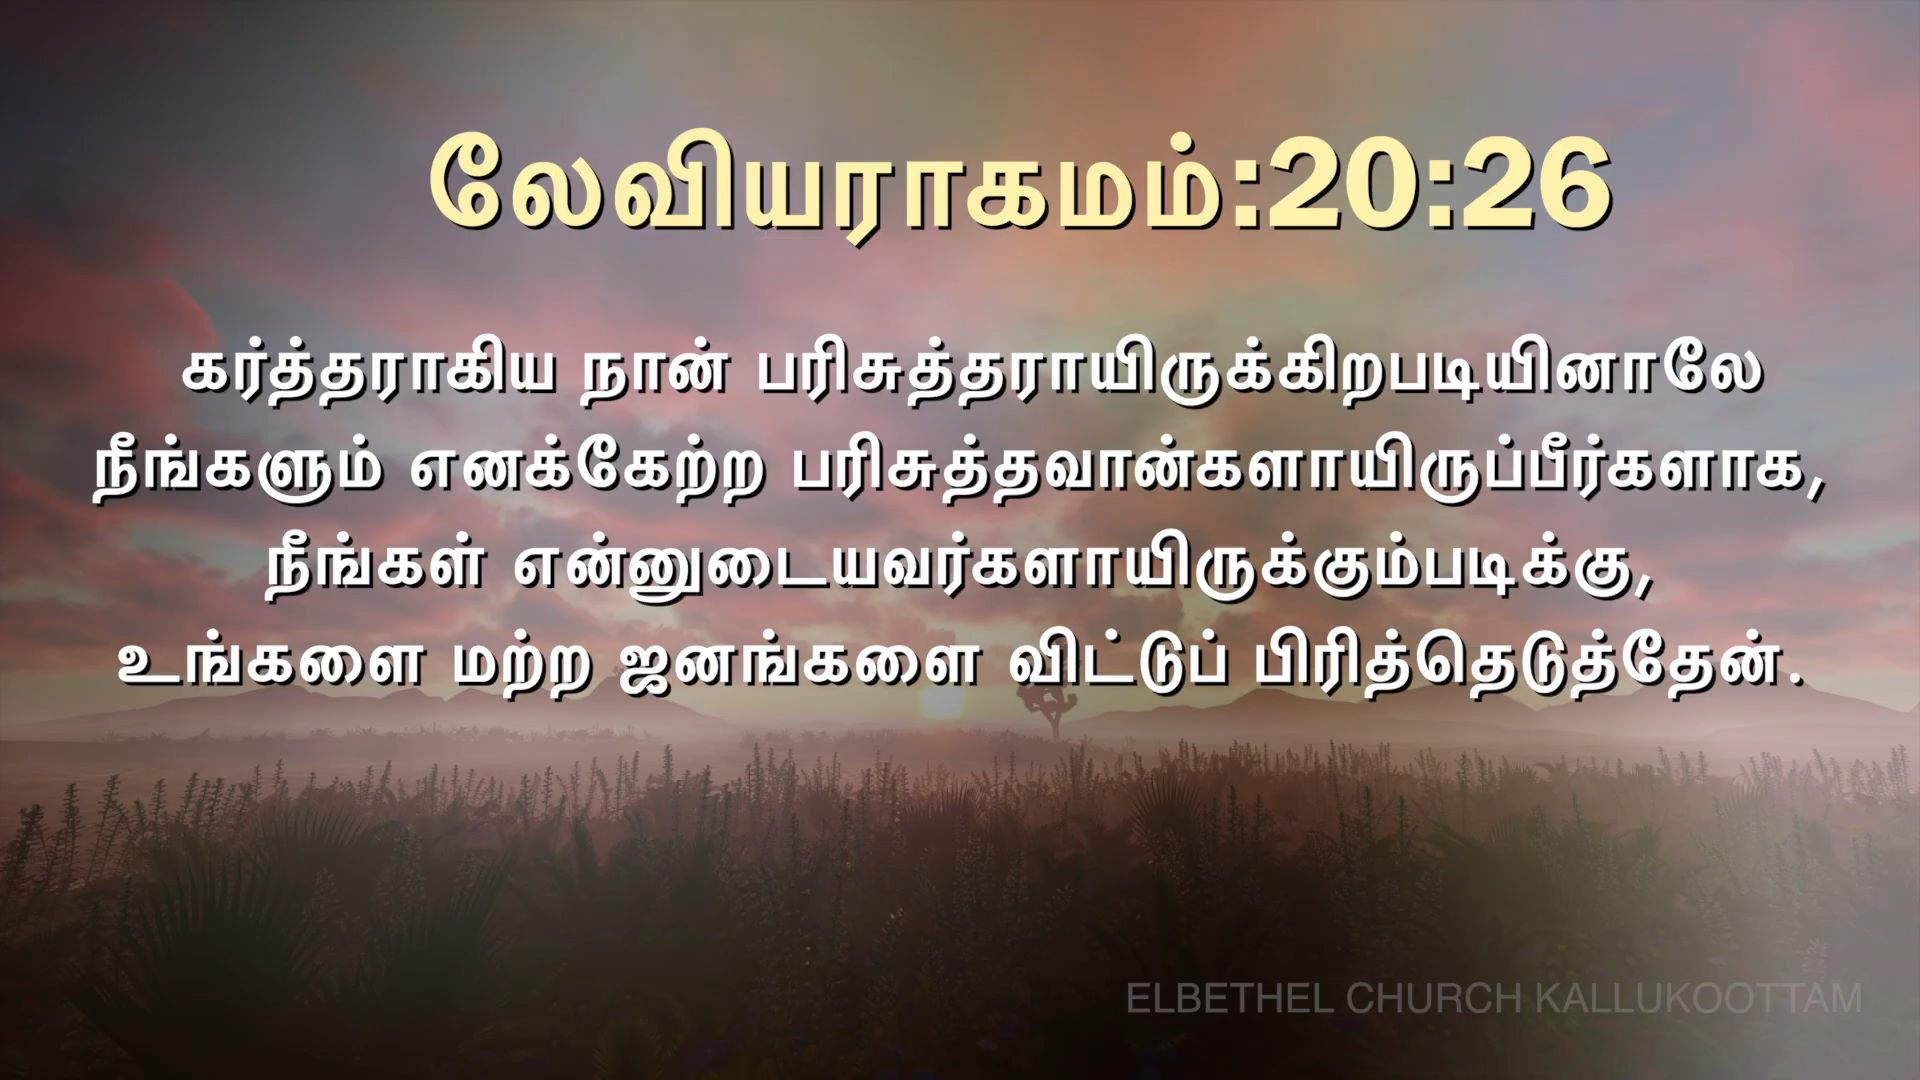 லேவியராகமம்:20:26
கர்த்தராகிய நான் பரிசுத்தராயிருக்கிறபடியினாலே
நீங்களும் எனக்கேற்ற பரிசுத்தவான்களாயிருப்பீர்களாக,
நீங்கள் என்னுடையவர்களாயிருக்கும்படிக்கு,
உங்களை மற்ற ஜனங்களை விட்டுப் பிரித்தெடுத்தேன்.
ELBETHEL CHURCH KALLUKOOTTAM